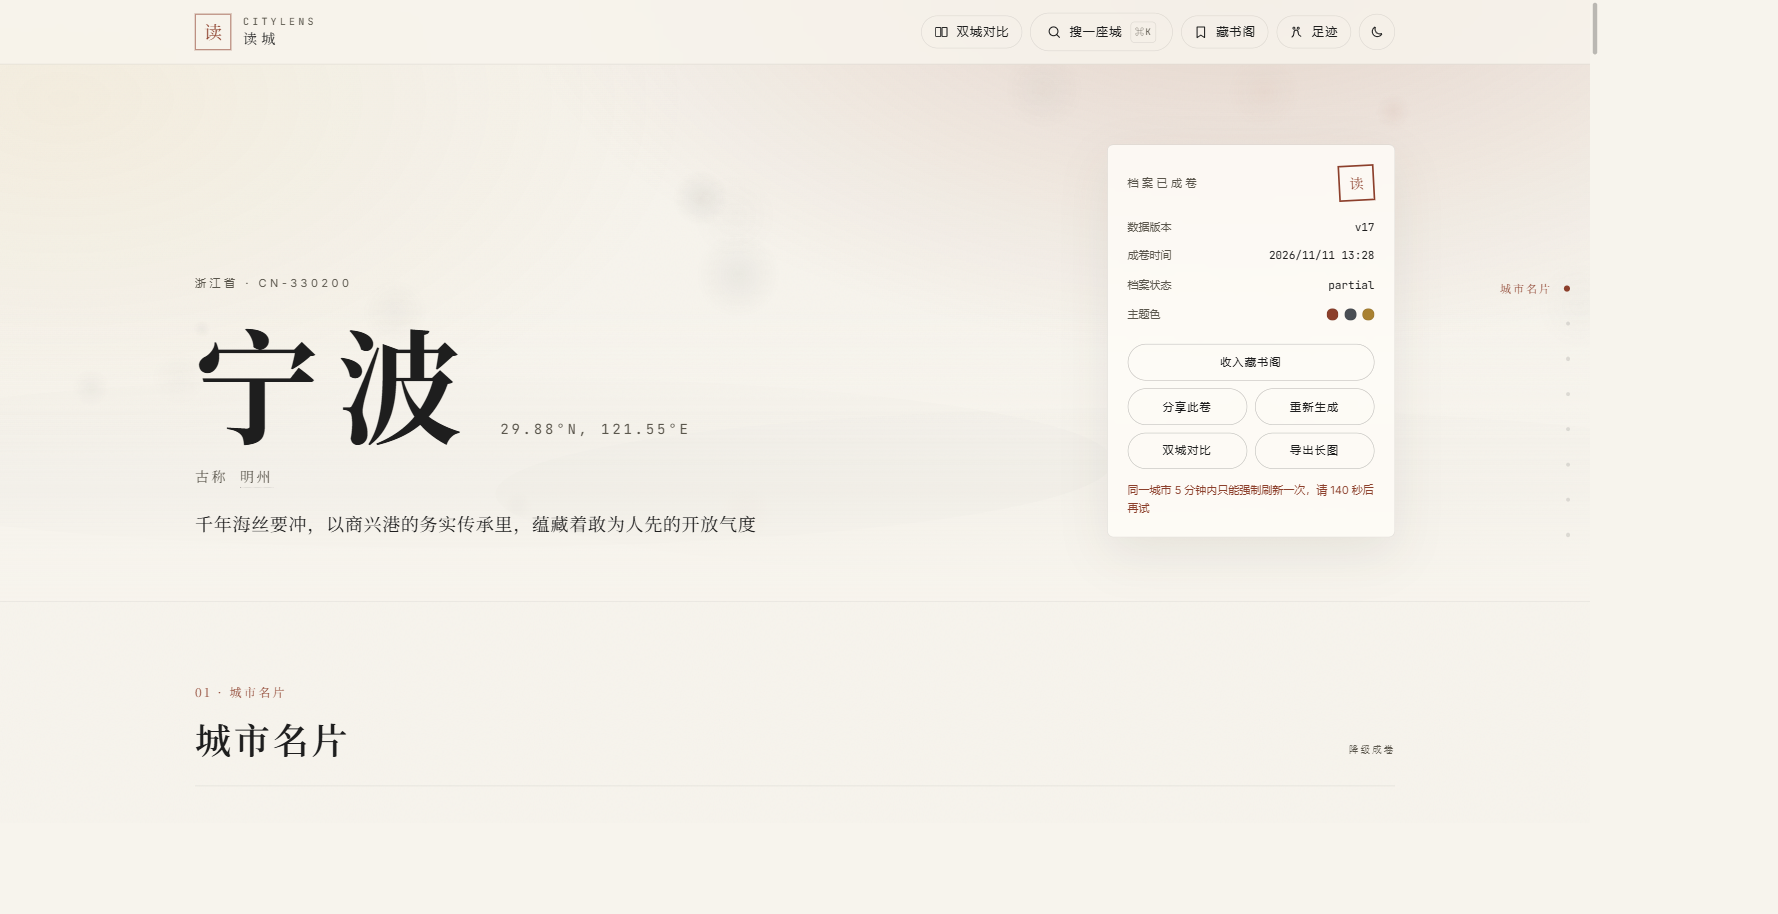 读
CITYLENS
读城
双城对比
搜一座城 ⌘K
藏书阁
足迹
档案已成卷
读
数据版本 v17
成卷时间 2026/11/11 13:28
档案状态 partial
主题色
收入藏书阁
分享此卷 重新生成
双城对比 导出长图
同一城市 5 分钟内只能强制刷新一次，请 140 秒后
再试
城市名片
浙江省 · CN-330200
宁波
29.88°N, 121.55°E
古称 明州
千年海丝要冲，以商兴港的务实传承里，蕴藏着敢为人先的开放气度
01 · 城市名片
城市名片
降级成卷